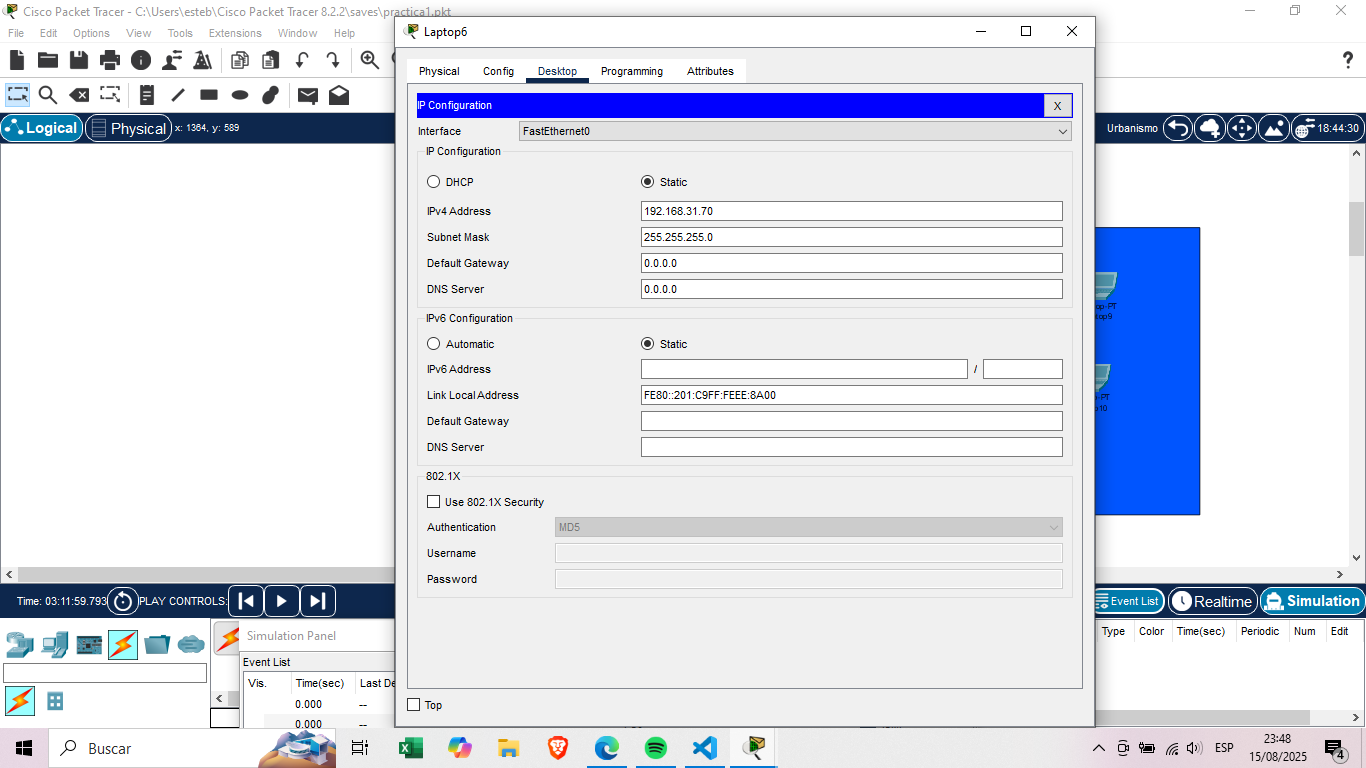 Cisco Packet Tracer - C:\Users\esteb\Cisco Packet Tracer 8.2.2\saves\practica1.pkt
File Edit Options View Tools Extensions Window Help
Logical Physical x: 1364, y: 589
Urbanismo 18:44:30
Laptop6
Physical Config Desktop Programming Attributes
IP Configuration X
Interface FastEthernet0
IP Configuration
DHCP Static
IPv4 Address 192.168.31.70
Subnet Mask 255.255.255.0
Default Gateway 0.0.0.0
DNS Server 0.0.0.0
IPv6 Configuration
Automatic Static
IPv6 Address /
Link Local Address FE80::201:C9FF:FEEE:8A00
Default Gateway
DNS Server
802.1X
Use 802.1X Security
Authentication MD5
Username
Password
Top
Time: 03:11:59.793 PLAY CONTROLS:
Event List Realtime Simulation
Simulation Panel
Event List
Vis. Time(sec) Last De
0.000 --
0.000 --
Type Color Time(sec) Periodic Num Edit
Buscar
ESP
23:48
15/08/2025
4